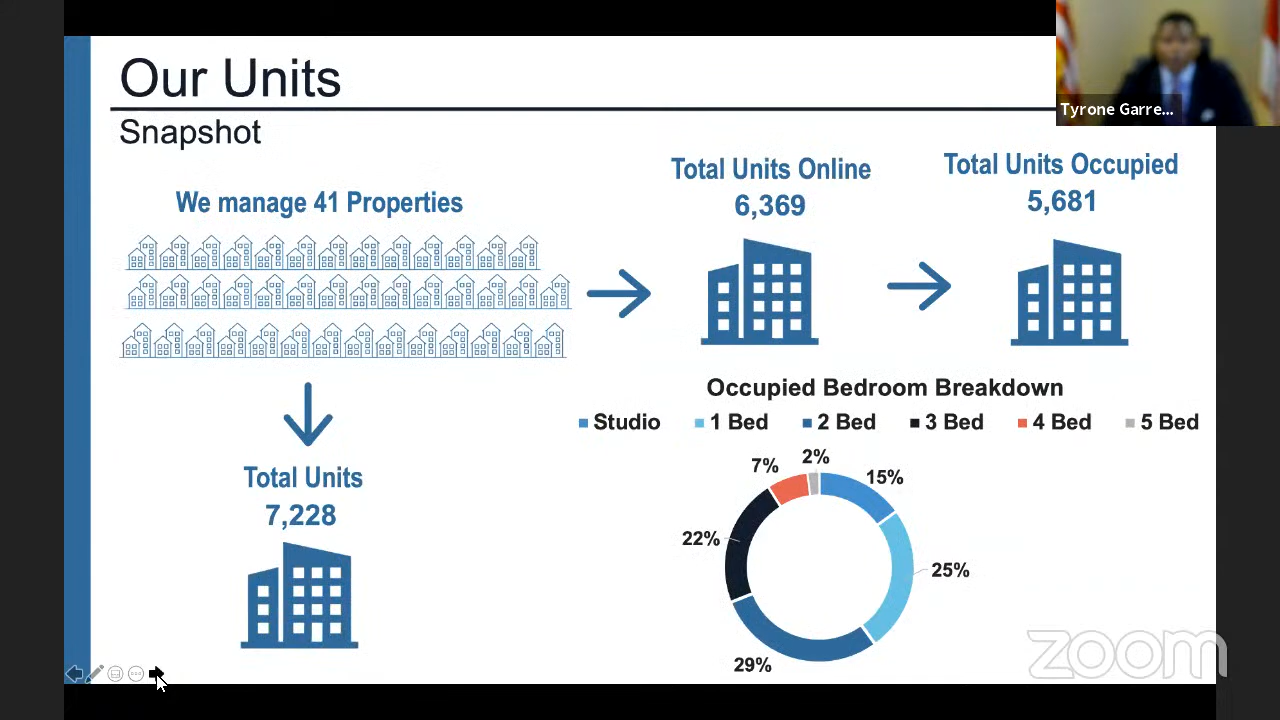 Our Units
Snapshot
Tyrone Garre...
We manage 41 Properties
Total Units Online
6,369
Total Units Occupied
5,681
Total Units
7,228
Occupied Bedroom Breakdown
Studio 1 Bed 2 Bed 3 Bed 4 Bed 5 Bed
2%
7%
15%
22%
25%
29%
zoom